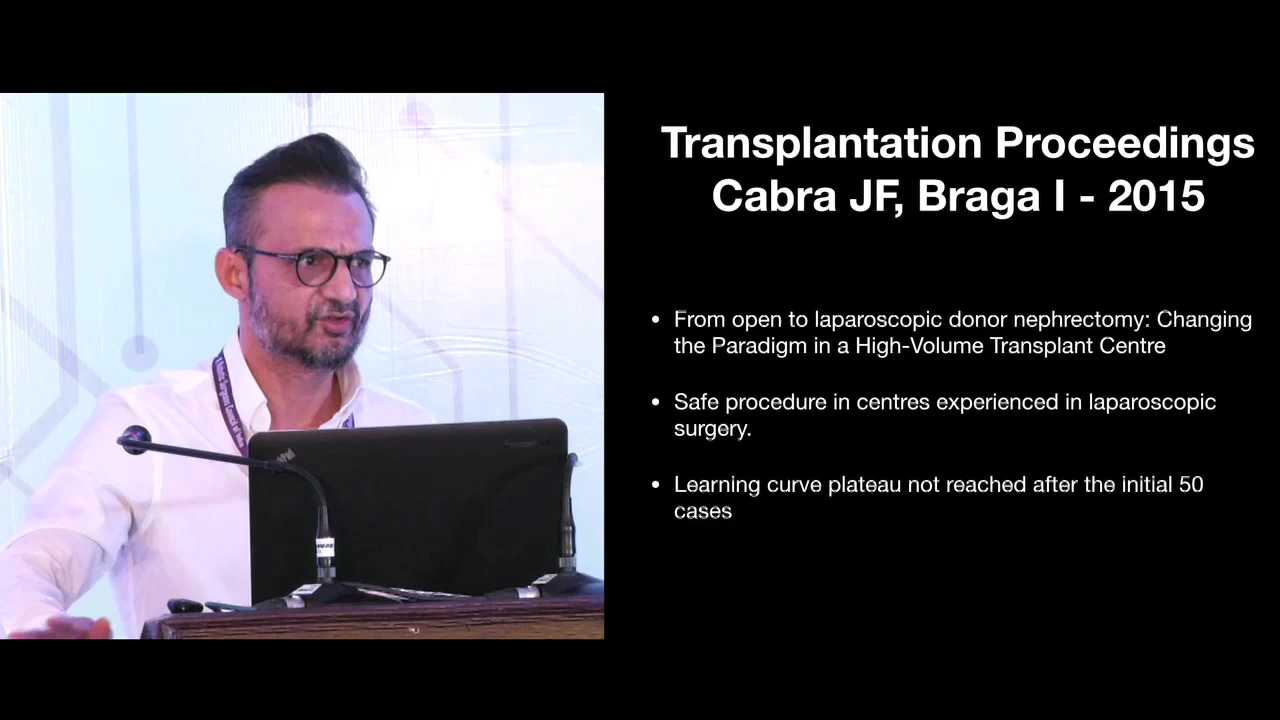 Transplantation Proceedings
Cabra JF, Braga I - 2015
• From open to laparoscopic donor nephrectomy: Changing
the Paradigm in a High-Volume Transplant Centre
• Safe procedure in centres experienced in laparoscopic
surgery.
• Learning curve plateau not reached after the initial 50
cases